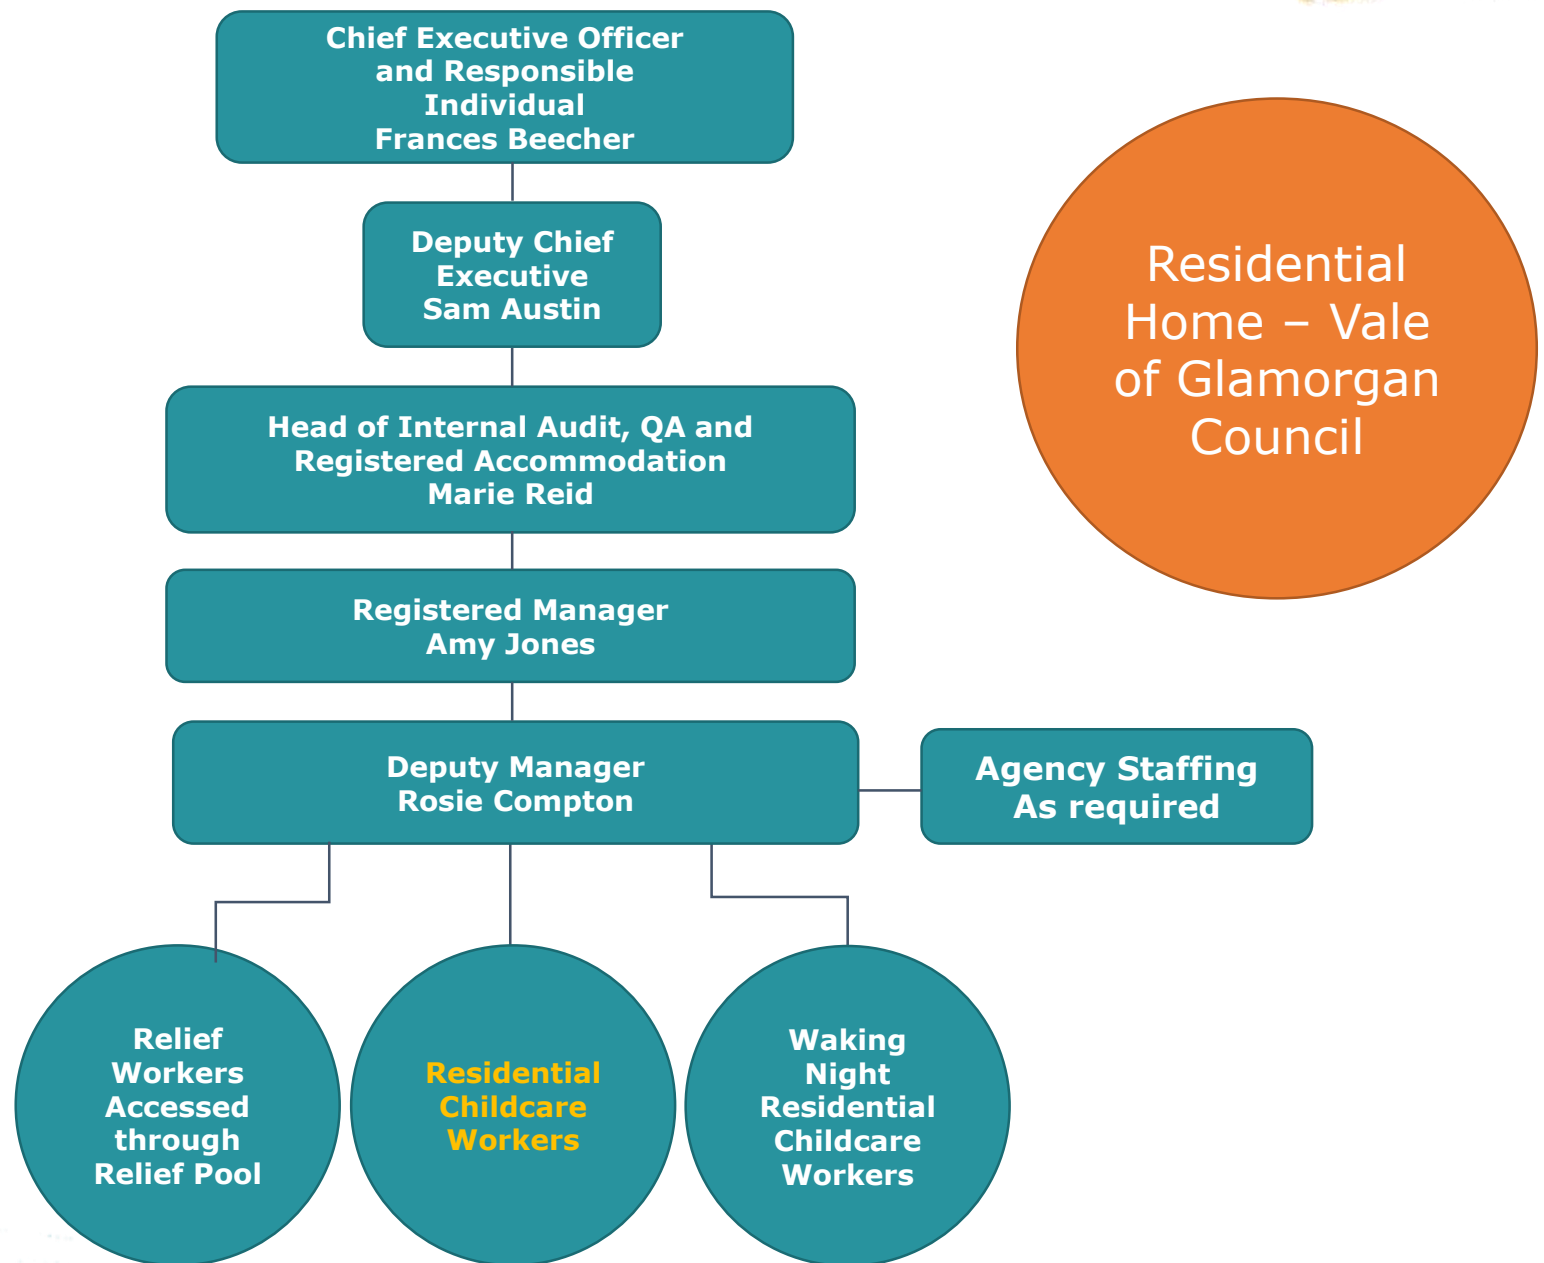 Chief Executive Officer
and Responsible
Individual
Frances Beecher
Deputy Chief
Executive
Sam Austin
Residential
Home – Vale
of Glamorgan
Council
Head of Internal Audit, QA and
Registered Accommodation
Marie Reid
Registered Manager
Amy Jones
Deputy Manager
Rosie Compton
Agency Staffing
As required
Relief
Workers
Accessed
through
Relief Pool
Residential
Childcare
Workers
Waking
Night
Residential
Childcare
Workers